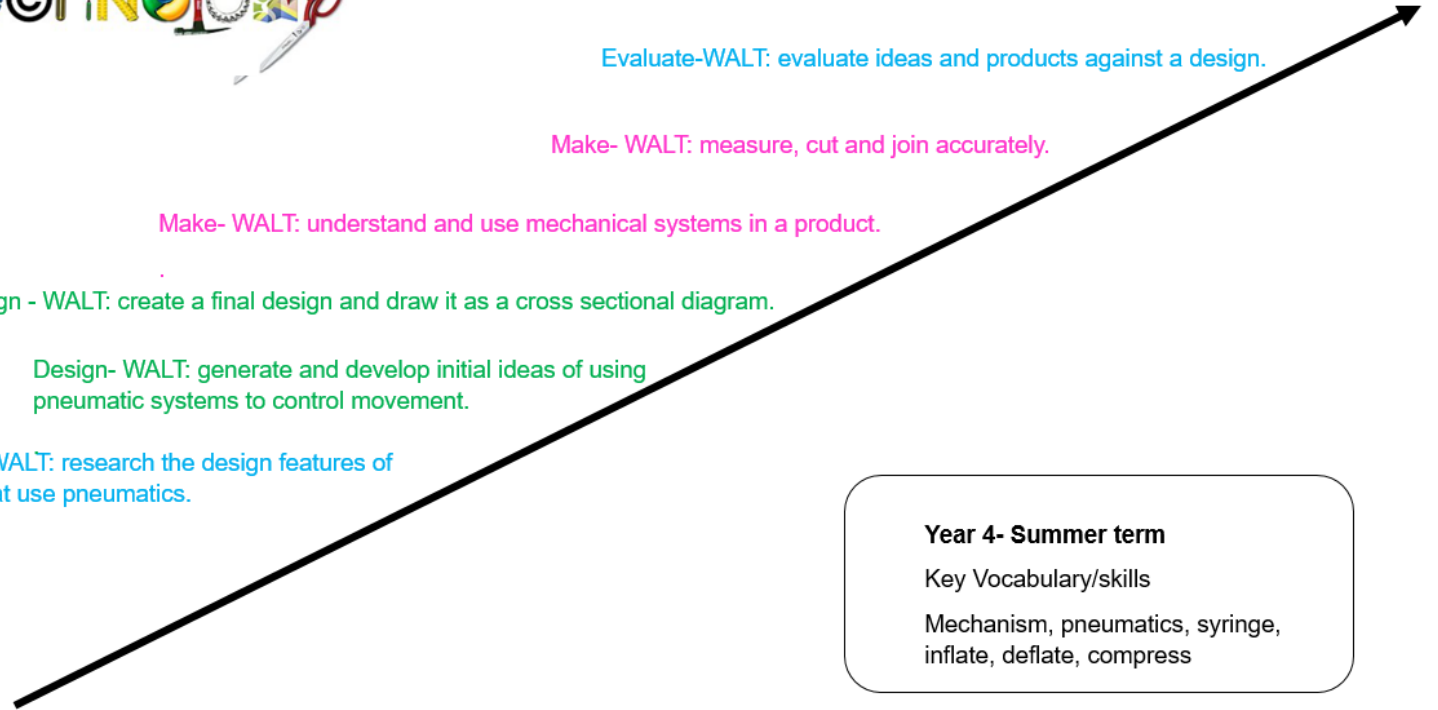 Evaluate-WALT: evaluate ideas and products against a design.
Make- WALT: measure, cut and join accurately.
Make- WALT: understand and use mechanical systems in a product.
.
gn - WALT: create a final design and draw it as a cross sectional diagram.
Design- WALT: generate and develop initial ideas of using
pneumatic systems to control movement.
WALT: research the design features of
at use pneumatics.
Year 4- Summer term
Key Vocabulary/skills
Mechanism, pneumatics, syringe,
inflate, deflate, compress